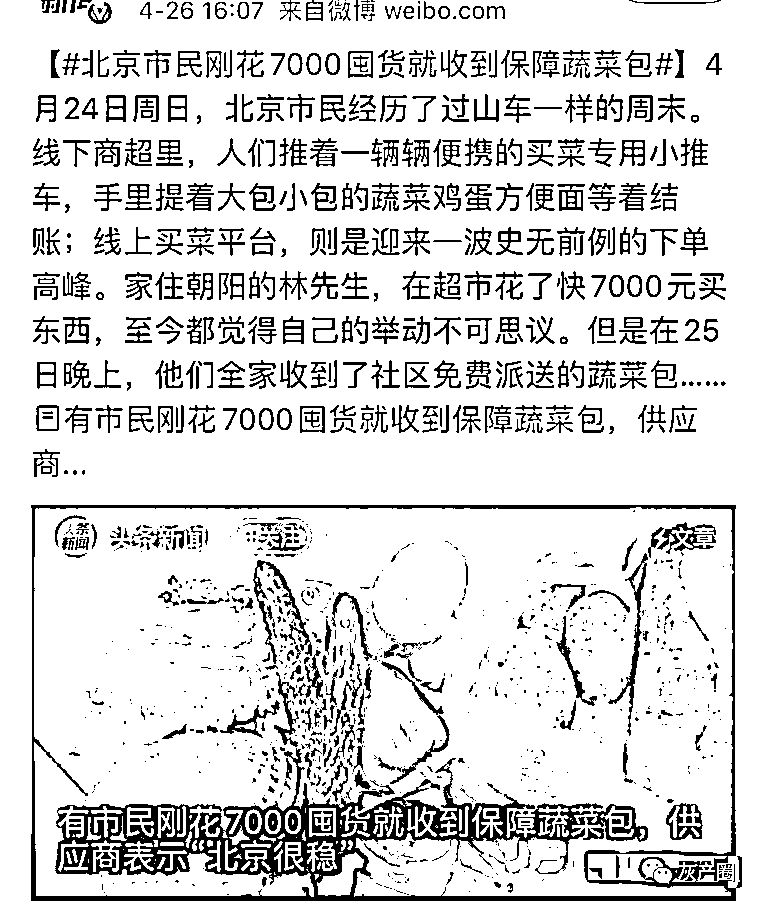 4-26 16:07 来自微博 weibo.com
【#北京市民刚花7000囤货就收到保障蔬菜包#】4
月24日周日，北京市民经历了过山车一样的周末。
线下商超里，人们推着一辆辆便携的买菜专用小推
车，手里提着大包小包的蔬菜鸡蛋方便面等着结
账；线上买菜平台，则是迎来一波史无前例的下单
高峰。家住朝阳的林先生，在超市花了快7000元买
东西，至今都觉得自己的举动不可思议。但是在25
日晚上，他们全家收到了社区免费派送的蔬菜包……
有市民刚花7000囤货就收到保障蔬菜包，供应
商...
头条新闻 头条新闻 +关注 文章
有市民刚花7000囤货就收到保障蔬菜包，供
应商表示“北京很稳”
灰产圈